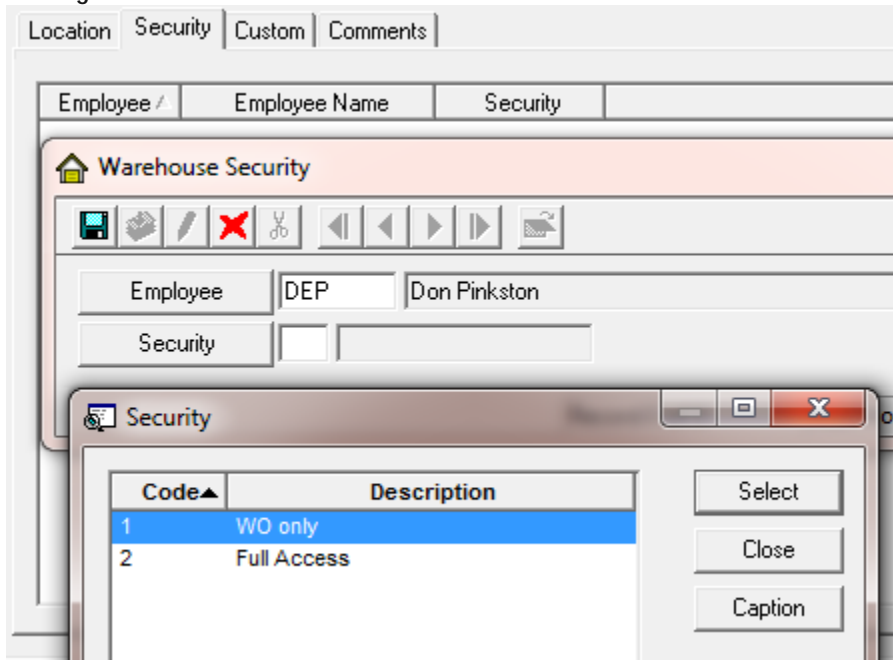 Location Security Custom Comments
Employee Employee Name Security
Warehouse Security
Employee DEP Don Pinkston
Security
Security
Code Description Select
1 WO only
2 Full Access Close
Caption